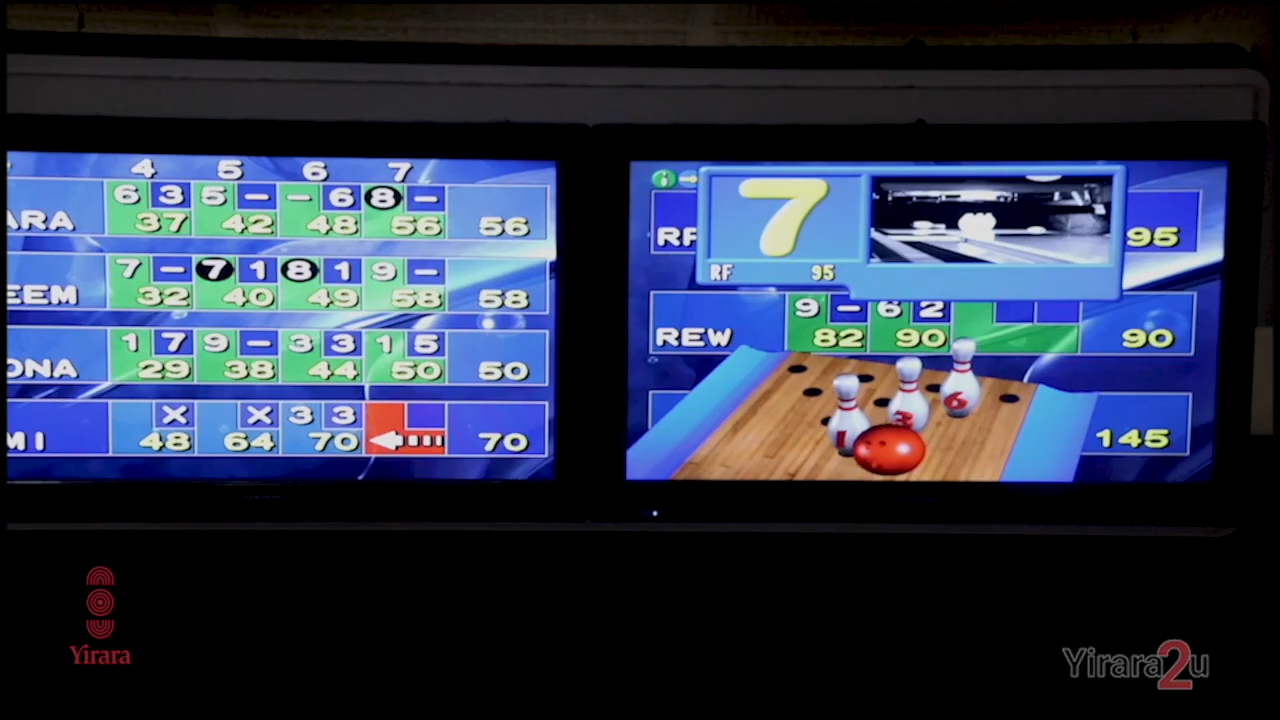 4 5 6 7
ARA 6 3 5 - - 6 8 -
37 42 48 56 56
EEM 7 - 7 1 8 1 9 -
32 40 49 58 58
ONA 1 7 9 - 3 3 1 5
29 38 44 50 50
MI X X 3 3
48 64 70 70
7
RF 95
RF 95
REW 9 - 6 2
82 90 90
1 3 6
145
Yirara
Yirara2u